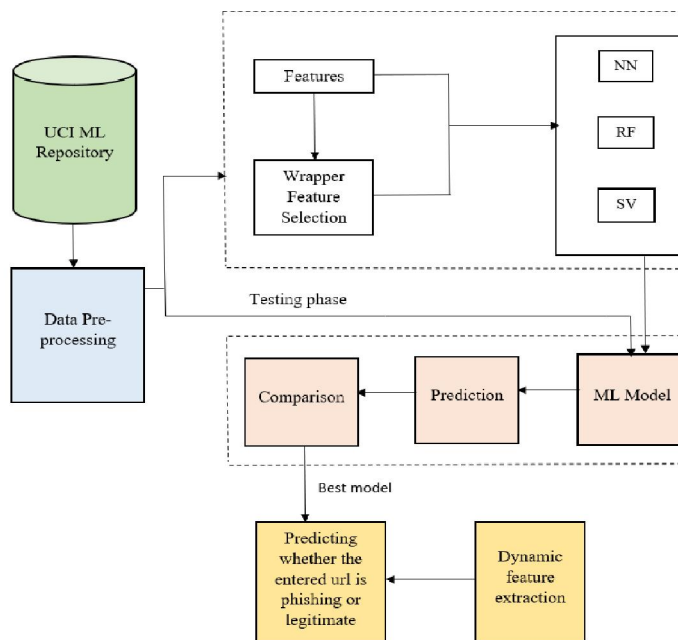 UCI ML
Repository
Data Pre-
processing
Features
Wrapper
Feature
Selection
NN
RF
SV
Testing phase
Comparison
Prediction
ML Model
Best model
Predicting
whether the
entered url is
phishing or
legitimate
Dynamic
feature
extraction